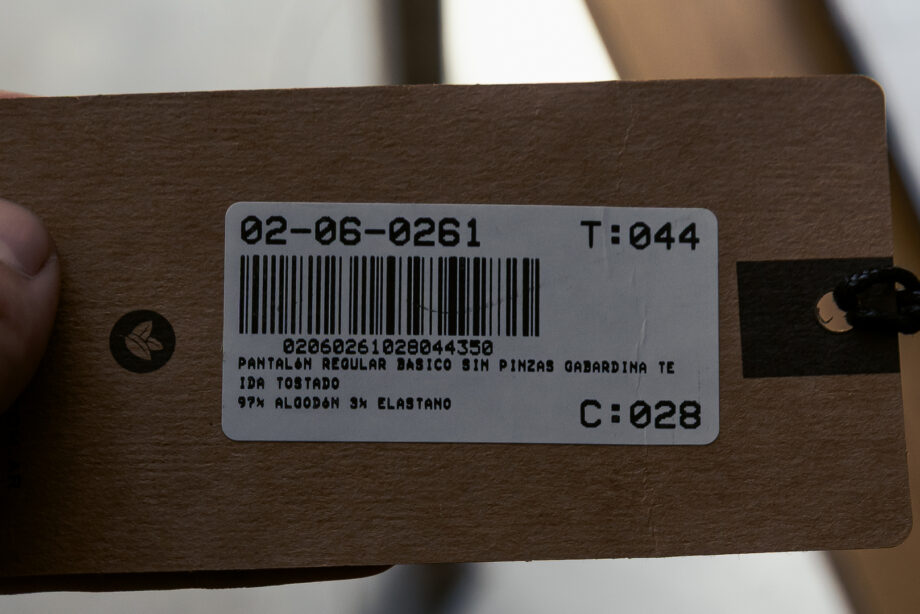 02-06-0261 T:044
02060261028044350
PANTALóN REGULAR BASICO SIN PINZAS GABARDINA TE
IDA TOSTADO
97% ALGODóN 3% ELASTANO
C:028